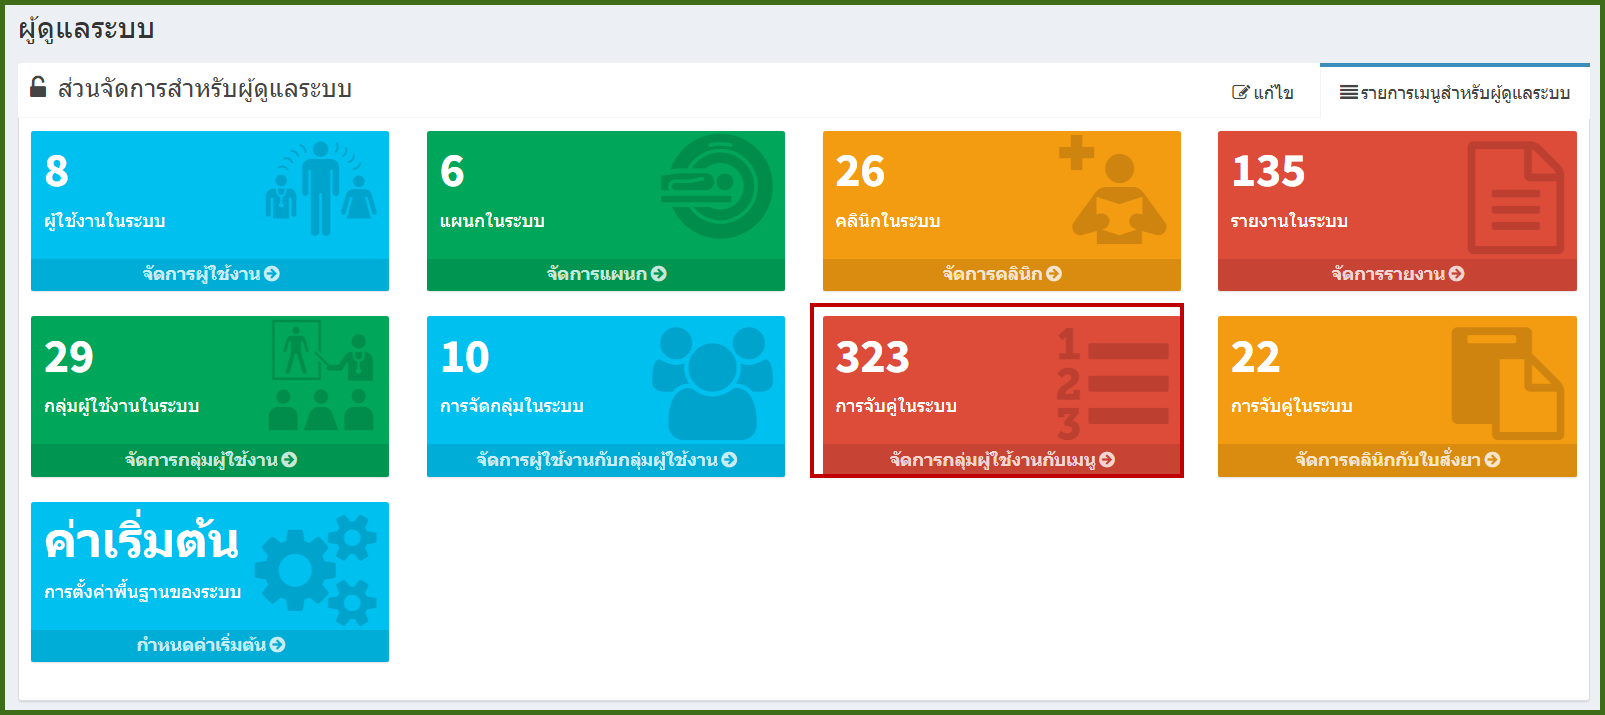 ผู้ดูแลระบบ
ส่วนจัดการสำหรับผู้ดูแลระบบ
แก้ไข
รายการเมนูสำหรับผู้ดูแลระบบ
8
ผู้ใช้งานในระบบ
จัดการผู้ใช้งาน
6
แผนกในระบบ
จัดการแผนก
26
คลินิกในระบบ
จัดการคลินิก
135
รายงานในระบบ
จัดการรายงาน
29
กลุ่มผู้ใช้งานในระบบ
จัดการกลุ่มผู้ใช้งาน
10
การจัดกลุ่มในระบบ
จัดการผู้ใช้งานกับกลุ่มผู้ใช้งาน
323
1
2
3
การจับคู่ในระบบ
จัดการกลุ่มผู้ใช้งานกับเมนู
22
การจับคู่ในระบบ
จัดการคลินิกกับใบสั่งยา
ค่าเริ่มต้น
การตั้งค่าพื้นฐานของระบบ
กำหนดค่าเริ่มต้น